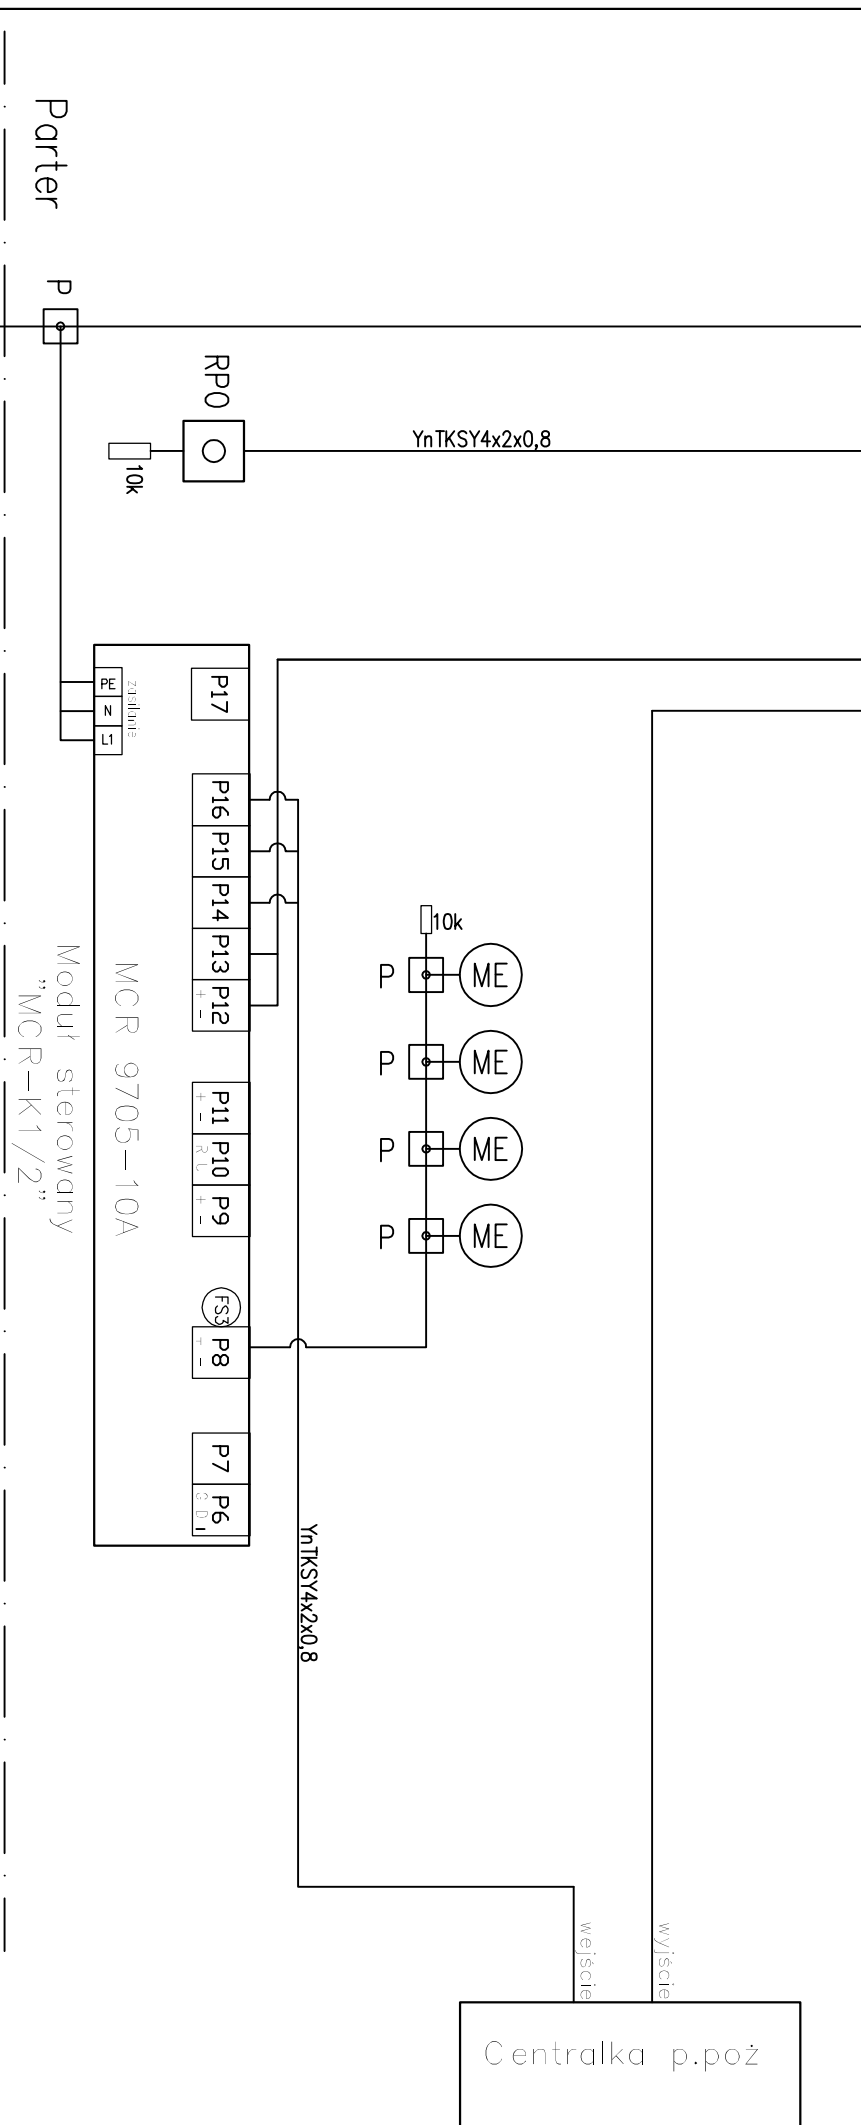 Parter
P
RPO
10k
YnTKSY4x2x0,8
PE
N
L1
zasilanie
P17
P16
P15
P14
P13
P12
+ -
P11
+ -
P10
R L
P9
+ -
FS3
P8
+ -
P7
P6
G D I
MCR 9705-10A
Moduł sterowany
"MCR-K1/2"
10k
P ME
P ME
P ME
P ME
YnTKSY4x2x0,8
wejście
wyjście
Centralka p.poż